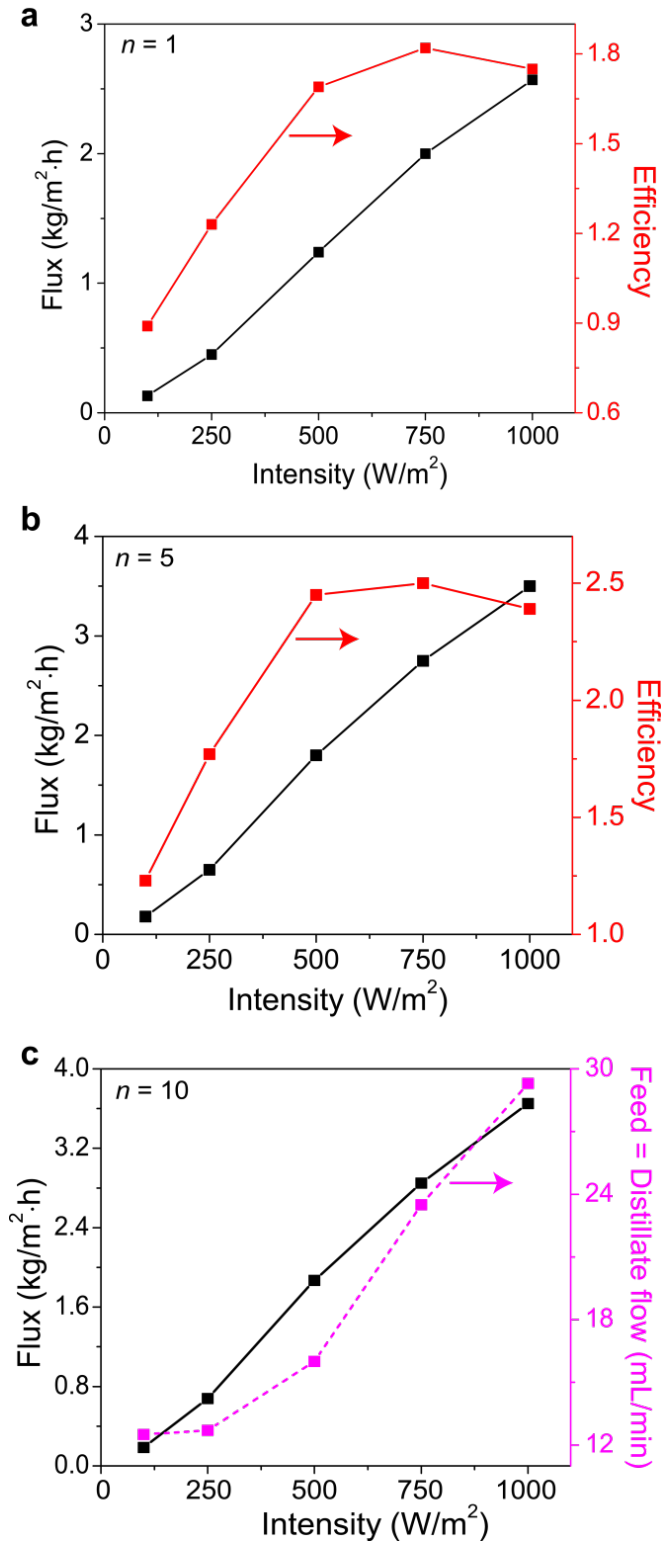 a
n = 1
3
2
1
0
Flux (kg/m²·h)
1.8
1.5
1.2
0.9
0.6
Efficiency
0 250 500 750 1000
Intensity (W/m²)
b
n = 5
4
3
2
1
0
Flux (kg/m²·h)
2.5
2.0
1.5
1.0
Efficiency
0 250 500 750 1000
Intensity (W/m²)
c
n = 10
4.0
3.2
2.4
1.6
0.8
0.0
Flux (kg/m²·h)
30
24
18
12
Feed = Distillate flow (mL/min)
0 250 500 750 1000
Intensity (W/m²)